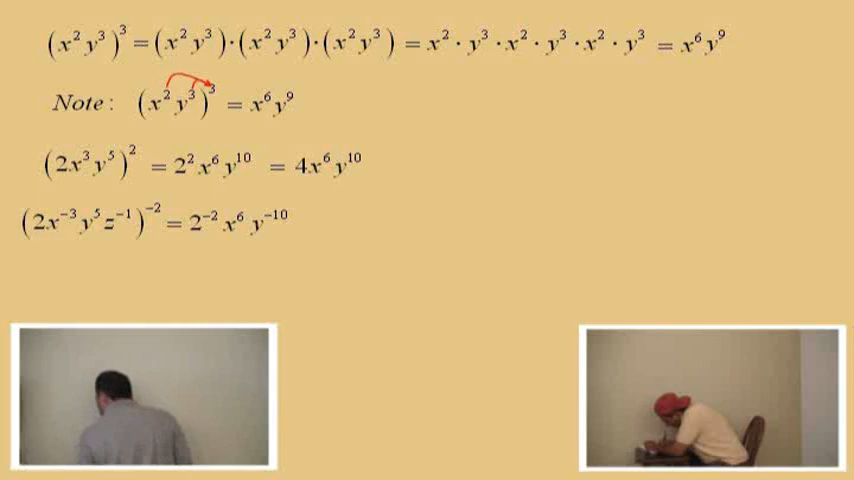 (x²y³)³ = (x²y³)·(x²y³)·(x²y³) = x²·y³·x²·y³·x²·y³ = x⁶y⁹
Note: (x²y³)³ = x⁶y⁹
(2x³y⁵)² = 2²x⁶y¹⁰ = 4x⁶y¹⁰
(2x⁻³y⁵z⁻¹)⁻² = 2⁻²x⁶y⁻¹⁰